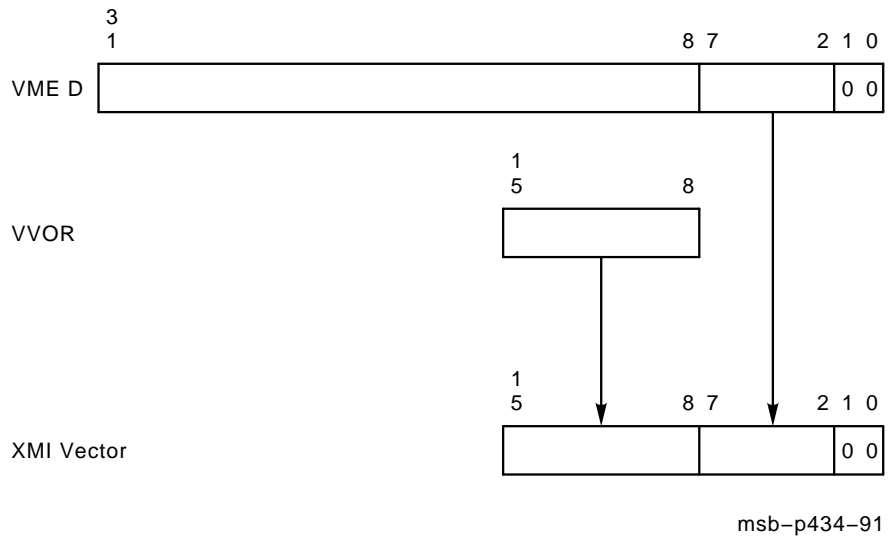 3
1 8 7 2 1 0
VME D 0 0
1
5 8
VVOR
1
5 8 7 2 1 0
XMI Vector 0 0
msb–p434–91